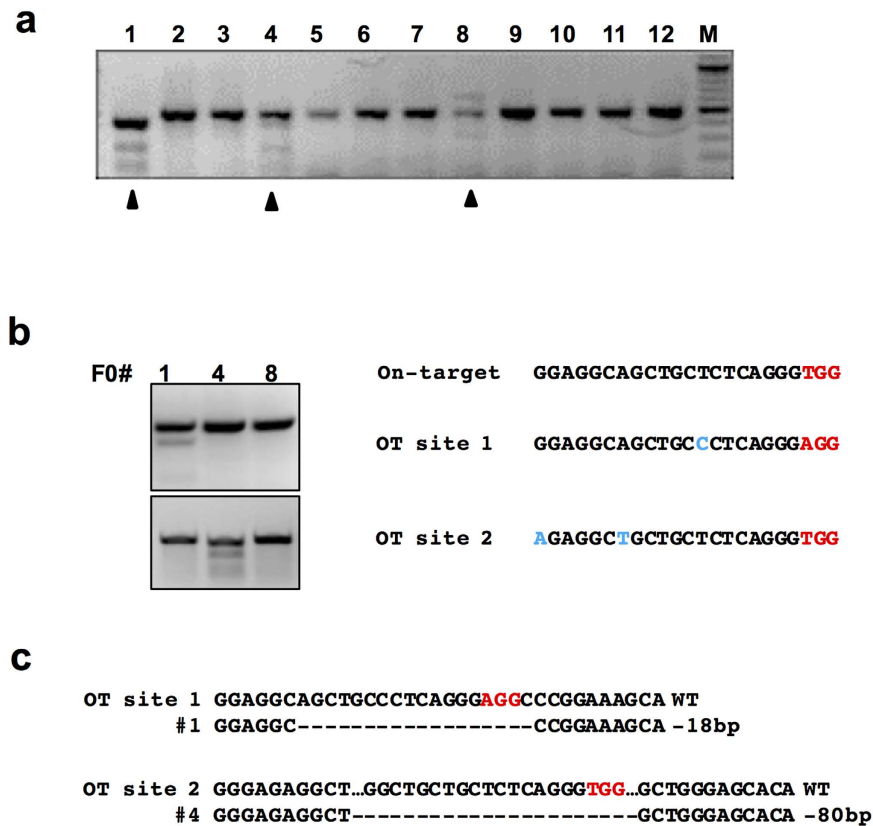 a
1 2 3 4 5 6 7 8 9 10 11 12 M
b
F0# 1 4 8
On-target GGAGGCAGCTGCTCTCAGGGTGG
OT site 1 GGAGGCAGCTGCCCTCAGGGAGG
OT site 2 AGAGGCTGCTGCTCTCAGGGTGG
c
OT site 1 GGAGGCAGCTGCCCTCAGGGAGGCCCGGAAAGCA WT
#1 GGAGGC------------------CCGGAAAGCA -18bp
OT site 2 GGGAGAGGCT…GGCTGCTGCTCTCAGGGTGG…GCTGGGAGCACA WT
#4 GGGAGAGGCT---------------------GCTGGGAGCACA -80bp